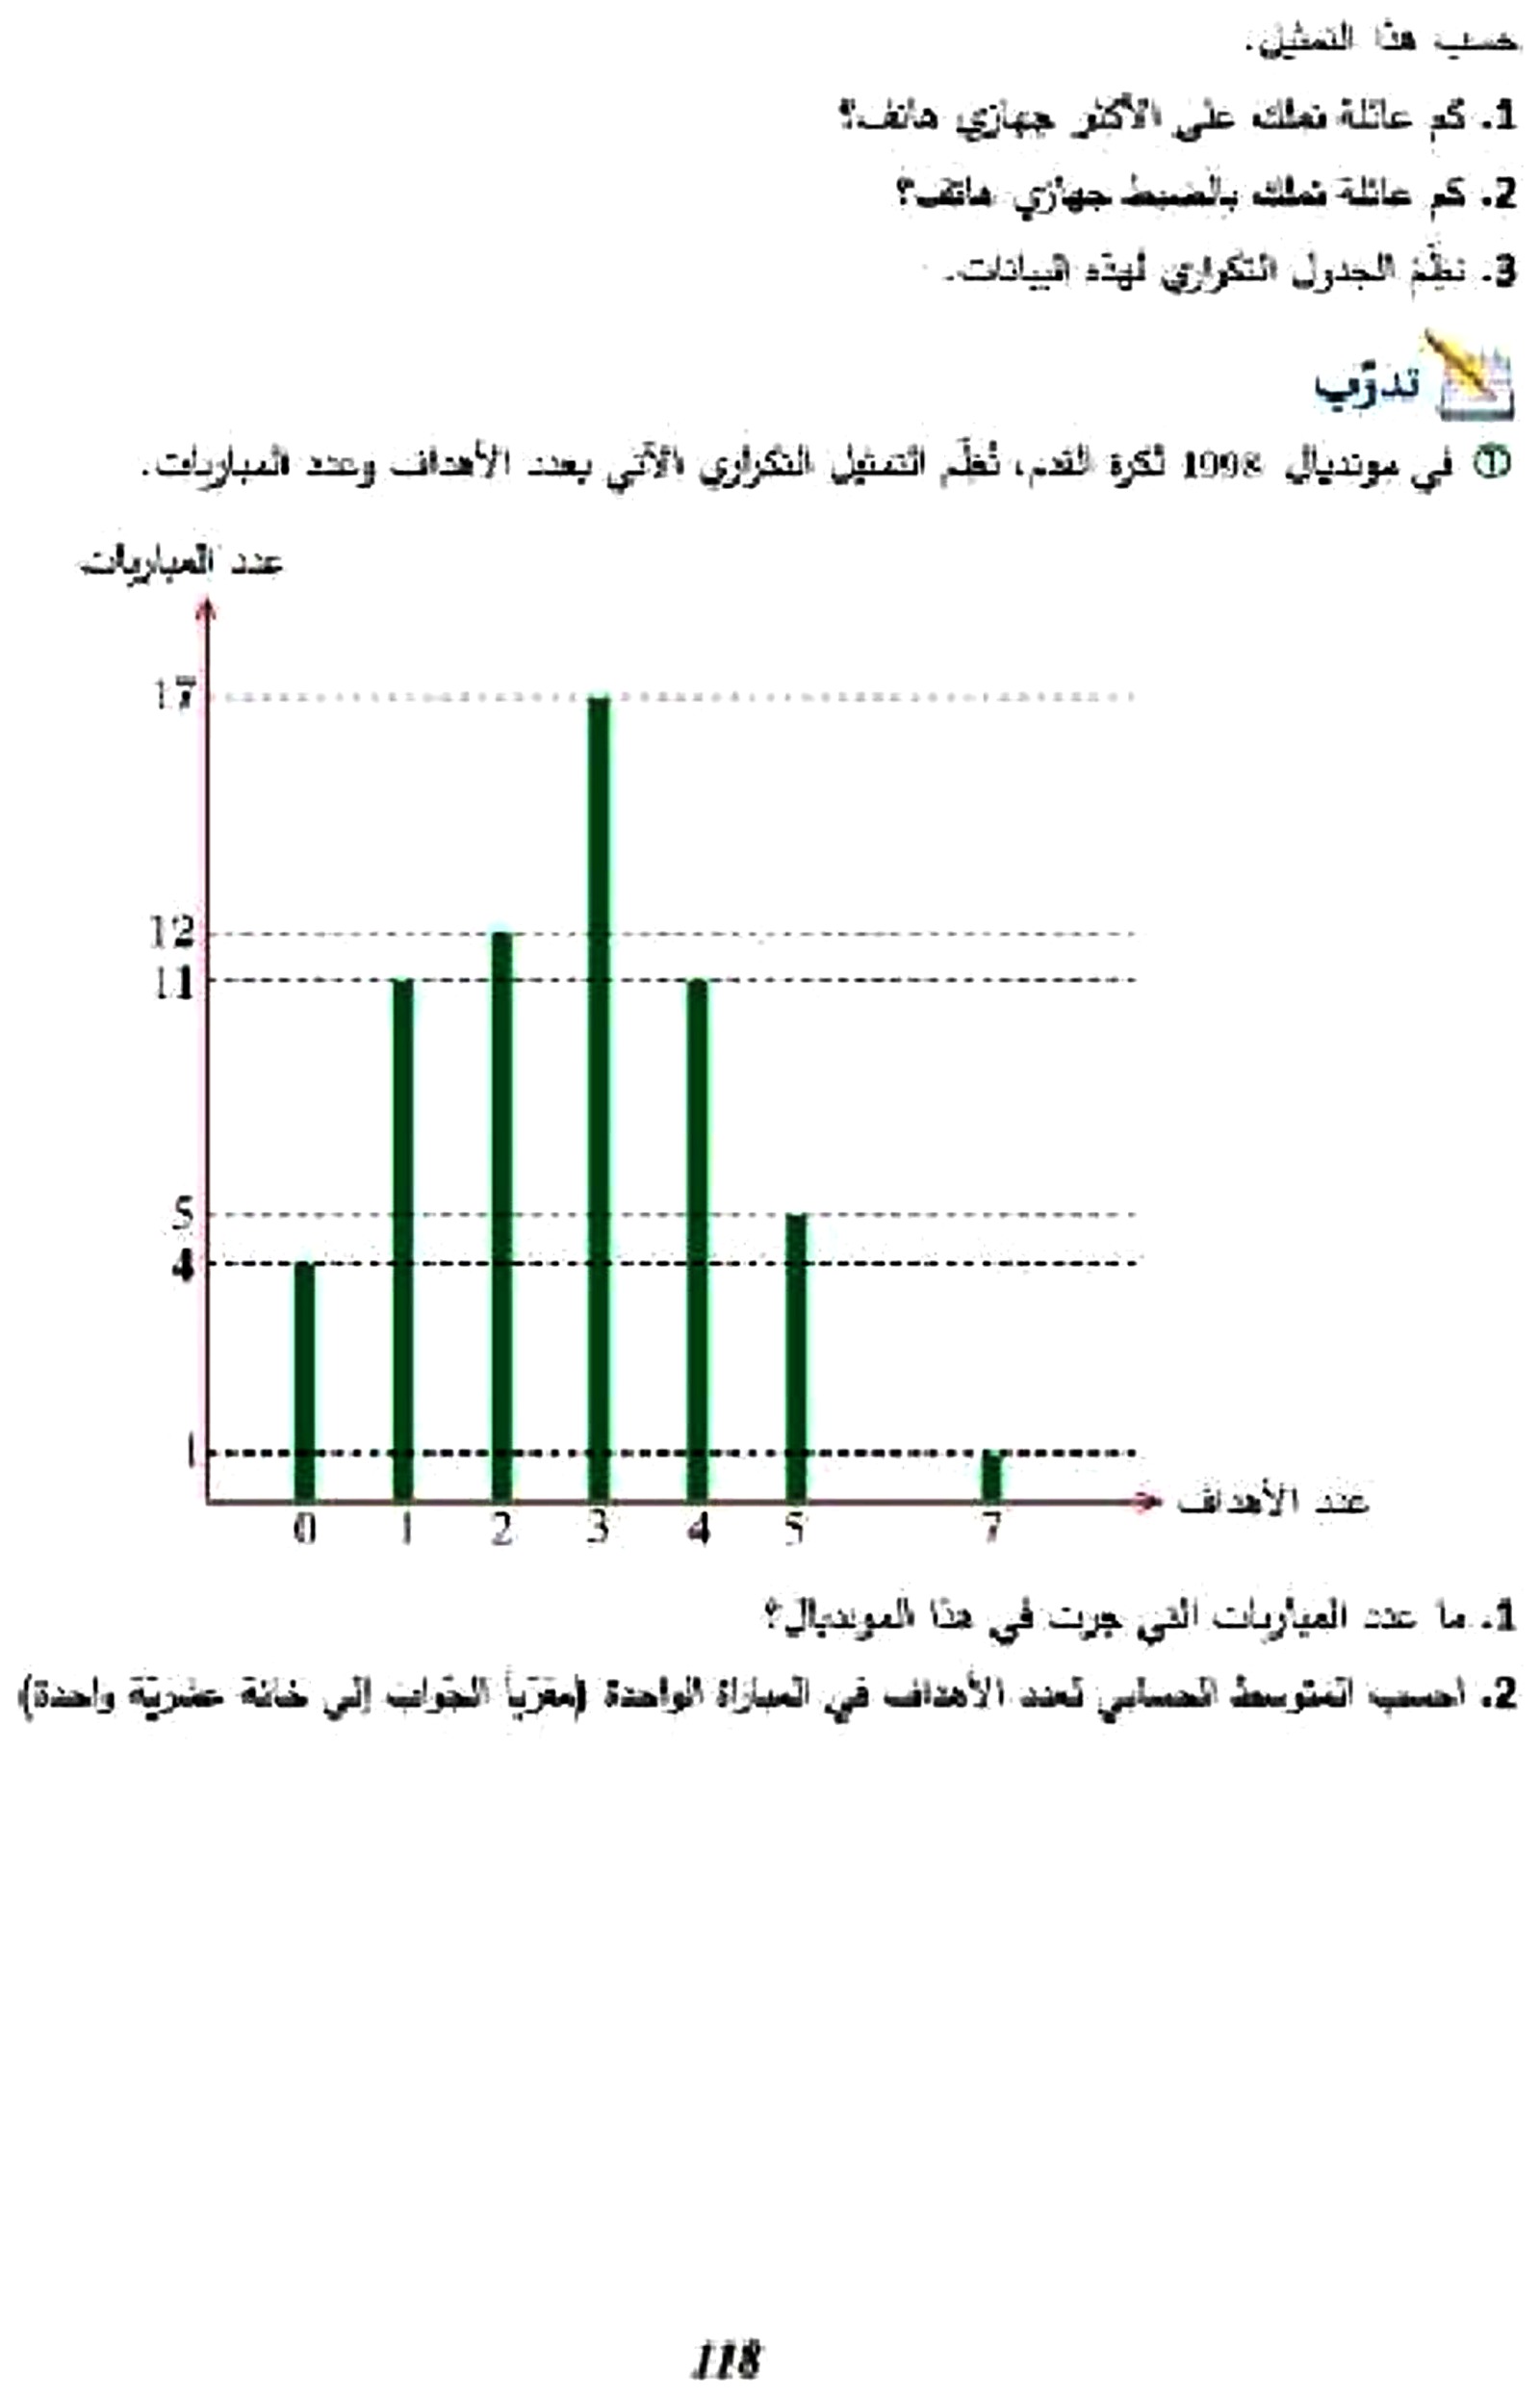 حسب هذا التمثيل.
1. كم عائلة تملك على الأكثر جهازي هاتف؟
2. كم عائلة تملك بالضبط جهازي هاتف؟
3. نظّم الجدول التكراري لهذه البيانات.
تدرّب
① في مونديال 1998 لكرة القدم، نُظّم التمثيل التكراري الآتي بعدد الأهداف وعدد المباريات.
عدد المباريات
17
12
11
5
4
1
0 1 2 3 4 5 7
عدد الأهداف
1. ما عدد المباريات التي جرت في هذا المونديال؟
2. احسب المتوسط الحسابي لعدد الأهداف في المباراة الواحدة (مقرّباً الجواب إلى خانة عشريّة واحدة)
118